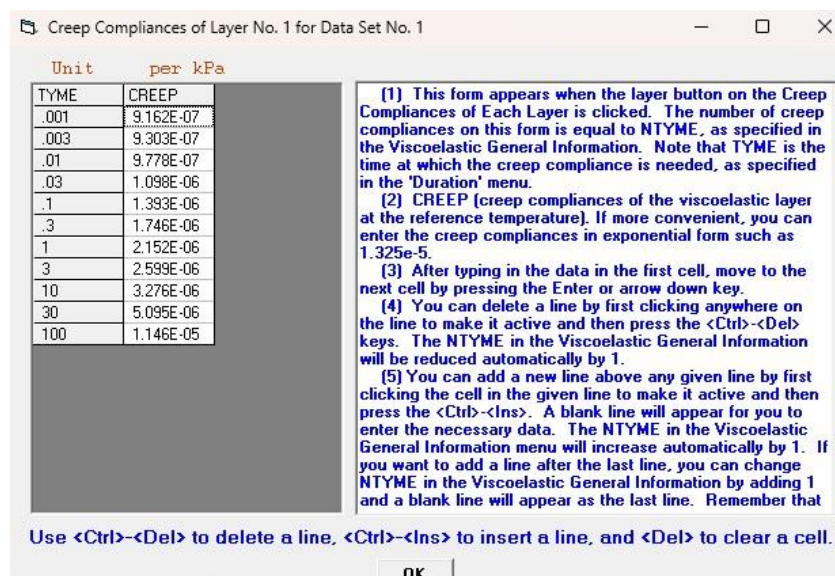 Creep Compliances of Layer No. 1 for Data Set No. 1
Unit per kPa
TYME CREEP
.001 9.162E-07
.003 9.303E-07
.01 9.778E-07
.03 1.098E-06
.1 1.393E-06
.3 1.746E-06
1 2.152E-06
3 2.599E-06
10 3.276E-06
30 5.095E-06
100 1.146E-05
(1) This form appears when the layer button on the Creep
Compliances of Each Layer is clicked. The number of creep
compliances on this form is equal to NTYME, as specified in
the Viscoelastic General Information. Note that TYME is the
time at which the creep compliance is needed, as specified
in the 'Duration' menu.
(2) CREEP (creep compliances of the viscoelastic layer
at the reference temperature). If more convenient, you can
enter the creep compliances in exponential form such as
1.325e-5.
(3) After typing in the data in the first cell, move to the
next cell by pressing the Enter or arrow down key.
(4) You can delete a line by first clicking anywhere on
the line to make it active and then press the <Ctrl>-<Del>
keys. The NTYME in the Viscoelastic General Information
will be reduced automatically by 1.
(5) You can add a new line above any given line by first
clicking the cell in the given line to make it active and then
press the <Ctrl>-<Ins>. A blank line will appear for you to
enter the necessary data. The NTYME in the Viscoelastic
General Information menu will increase automatically by 1. If
you want to add a line after the last line, you can change
NTYME in the Viscoelastic General Information by adding 1
and a blank line will appear as the last line. Remember that
Use <Ctrl>-<Del> to delete a line, <Ctrl>-<Ins> to insert a line, and <Del> to clear a cell.
OK